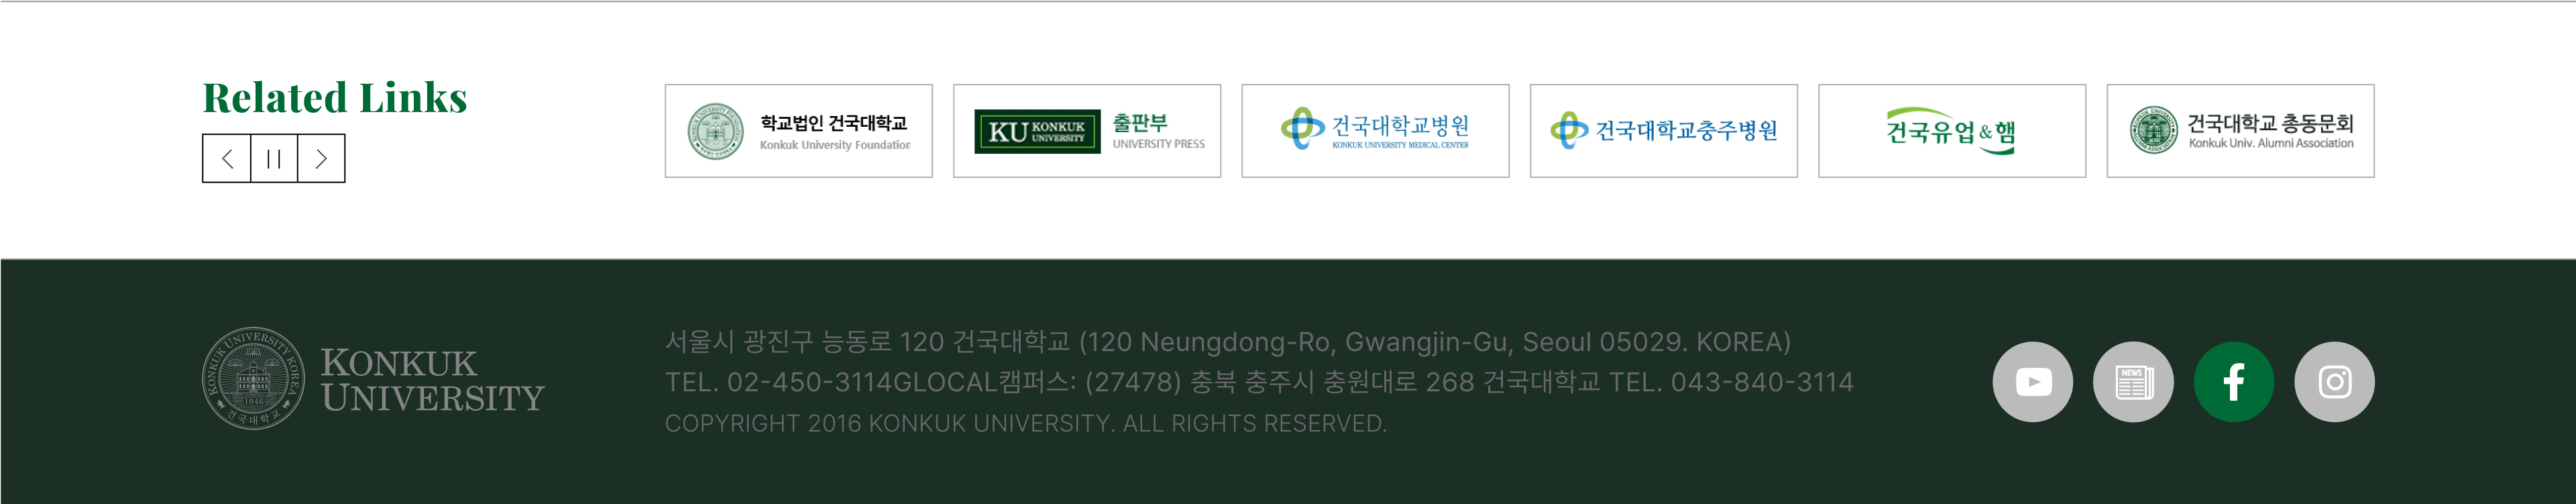 Related Links
학교법인 건국대학교
Konkuk University Foundation
KU KONKUK UNIVERSITY
출판부
UNIVERSITY PRESS
건국대학교병원
KONKUK UNIVERSITY MEDICAL CENTER
건국대학교충주병원
건국유업&햄
건국대학교 총동문회
Konkuk Univ. Alumni Association
KONKUK UNIVERSITY KOREA
1946
건국대학교
KONKUK
UNIVERSITY
서울시 광진구 능동로 120 건국대학교 (120 Neungdong-Ro, Gwangjin-Gu, Seoul 05029. KOREA)
TEL. 02-450-3114GLOCAL캠퍼스: (27478) 충북 충주시 충원대로 268 건국대학교 TEL. 043-840-3114
COPYRIGHT 2016 KONKUK UNIVERSITY. ALL RIGHTS RESERVED.
NEWS